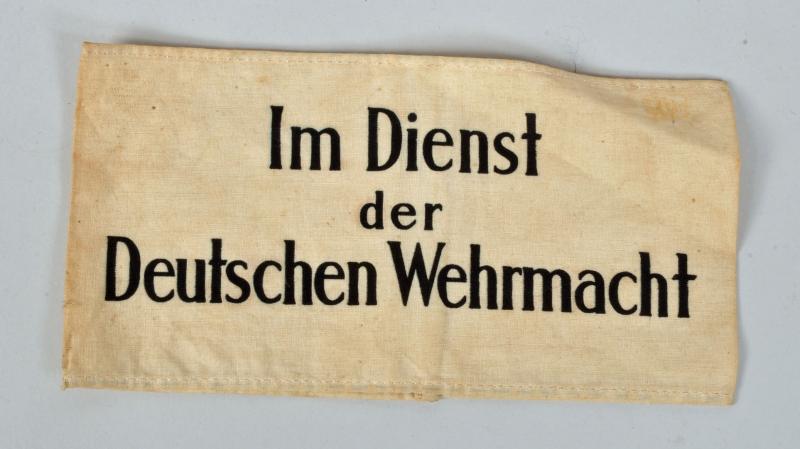 Im Dienst
der
Deutschen Wehrmacht